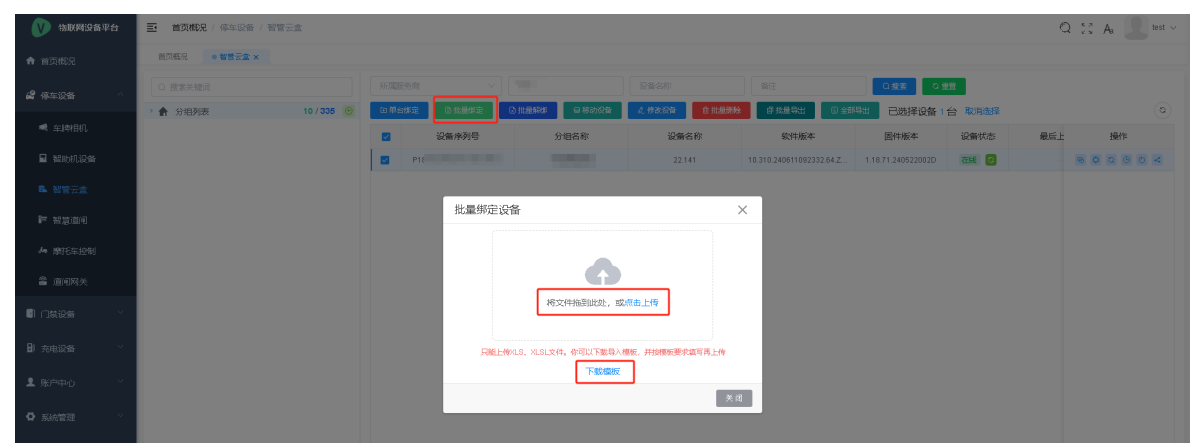 物联网设备平台
首页概况 / 停车设备 / 智管云盒
test
首页概况
智管云盒 ×
首页概况
停车设备
车牌相机
智助机设备
智管云盒
智慧道闸
摩托车控制
道闸网关
门禁设备
充电设备
账户中心
系统管理
搜索关键词
分组列表 10 / 335
所属服务商 设备名称 备注 搜索 重置
单台绑定 批量绑定 批量解绑 移动设备 修改设备 批量删除 批量导出 全部导出 已选择设备 1 台 取消选择
设备序列号 分组名称 设备名称 软件版本 固件版本 设备状态 最后上 操作
22.141 10.310.240611092332.64.Z... 1.18.71.240522002D 在线
批量绑定设备
将文件拖到此处，或点击上传
只能上传XLS、XLSL文件。你可以下载导入模板，并按模板要求填写再上传
下载模板
关 闭